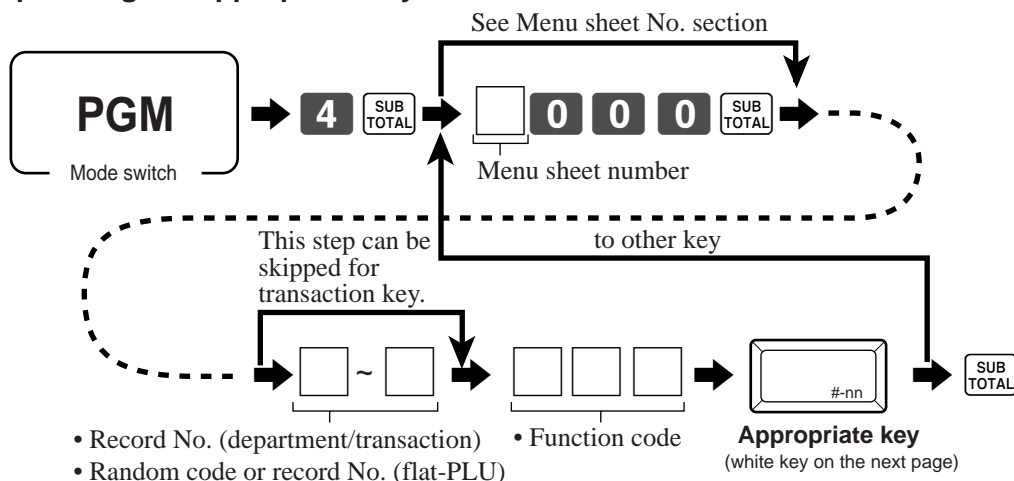 See Menu sheet No. section
PGM
Mode switch
4 SUB TOTAL 0 0 0 SUB TOTAL
Menu sheet number
This step can be
skipped for
transaction key.
to other key
~
#-nn
SUB TOTAL
• Record No. (department/transaction)
• Random code or record No. (flat-PLU)
• Function code
Appropriate key
(white key on the next page)